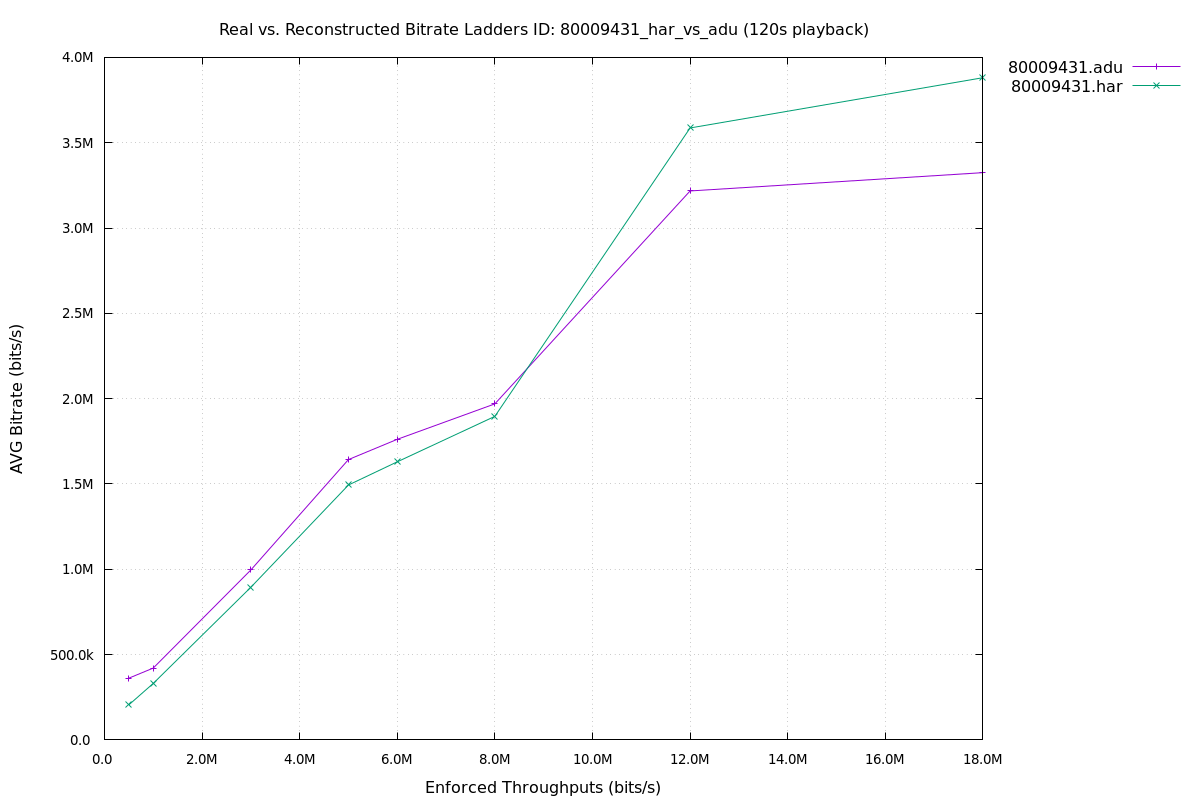 Real vs. Reconstructed Bitrate Ladders ID: 80009431_har_vs_adu (120s playback)
80009431.adu
80009431.har
4.0M
3.5M
3.0M
2.5M
2.0M
1.5M
1.0M
500.0k
0.0
AVG Bitrate (bits/s)
0.0 2.0M 4.0M 6.0M 8.0M 10.0M 12.0M 14.0M 16.0M 18.0M
Enforced Throughputs (bits/s)